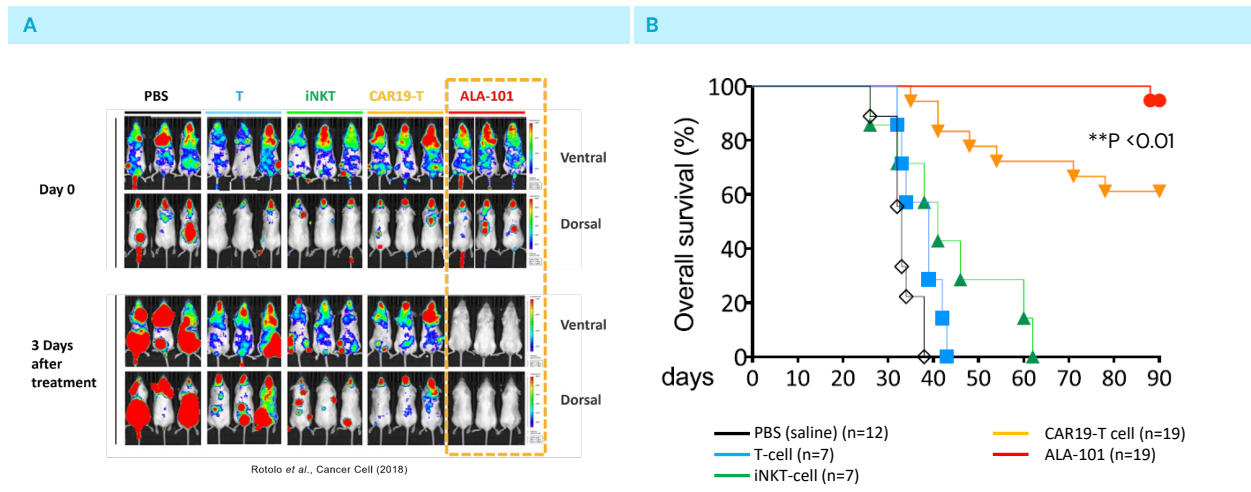 A
B
PBS
T
iNKT
CAR19-T
ALA-101
Day 0
Ventral
Dorsal
3 Days
after
treatment
Ventral
Dorsal
Rotolo et al., Cancer Cell (2018)
Overall survival (%)
100
80
60
40
20
0
**P <0.01
days
0
10
20
30
40
50
60
70
80
90
PBS (saline) (n=12)
T-cell (n=7)
iNKT-cell (n=7)
CAR19-T cell (n=19)
ALA-101 (n=19)